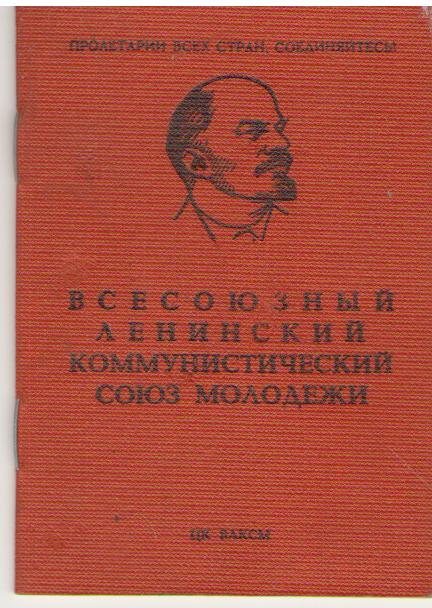 ПРОЛЕТАРИИ ВСЕХ СТРАН, СОЕДИНЯЙТЕСЬ!
ВСЕСОЮЗНЫЙ
ЛЕНИНСКИЙ
КОММУНИСТИЧЕСКИЙ
СОЮЗ МОЛОДЕЖИ
ЦК ВЛКСМ